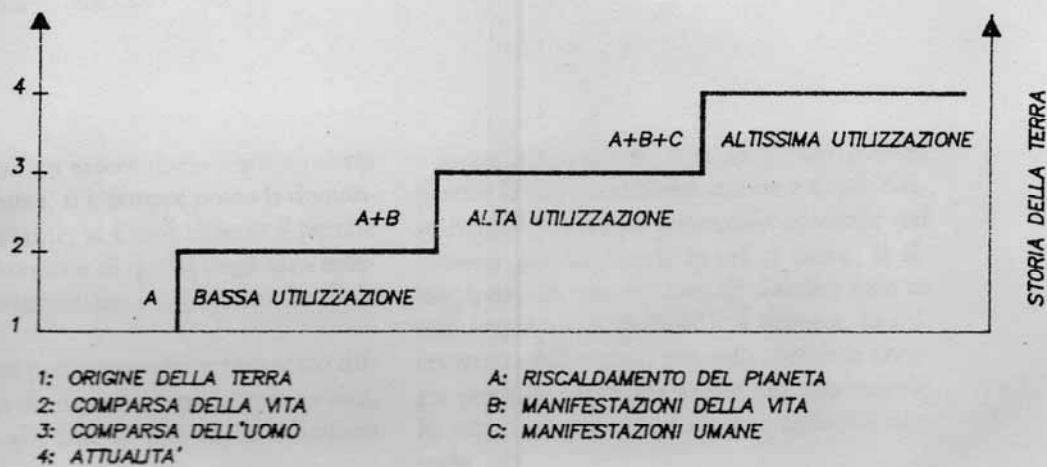 4
3
2
1
A+B+C
ALTISSIMA UTILIZZAZIONE
A+B
ALTA UTILIZZAZIONE
A
BASSA UTILIZZAZIONE
STORIA DELLA TERRA
1: ORIGINE DELLA TERRA
2: COMPARSA DELLA VITA
3: COMPARSA DELL'UOMO
4: ATTUALITA'
A: RISCALDAMENTO DEL PIANETA
B: MANIFESTAZIONI DELLA VITA
C: MANIFESTAZIONI UMANE